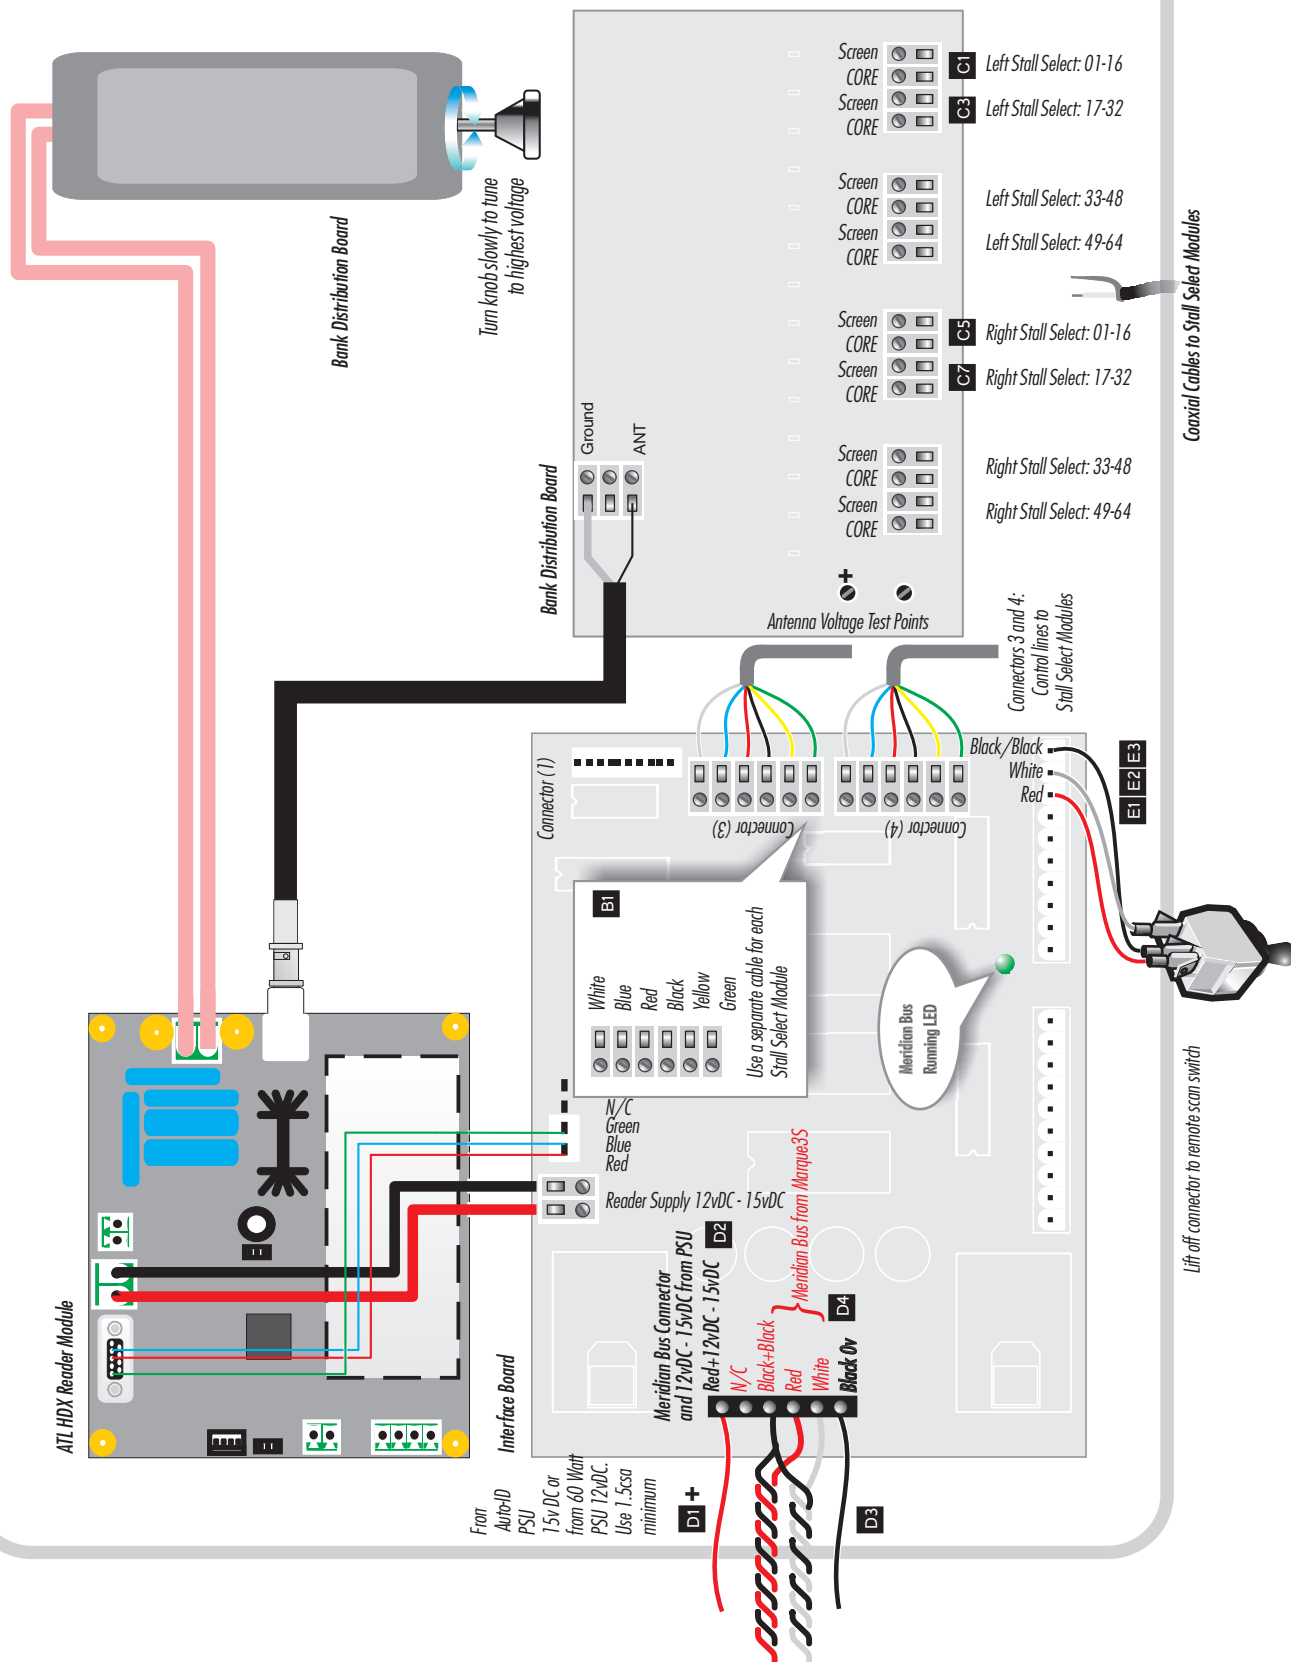 Bank Distribution Board
Turn knob slowly to tune
to highest voltage
Screen
CORE
Screen
CORE
C1
C3
Left Stall Select: 01-16
Left Stall Select: 17-32
Screen
CORE
Screen
CORE
Left Stall Select: 33-48
Left Stall Select: 49-64
Screen
CORE
Screen
CORE
C5
C7
Right Stall Select: 01-16
Right Stall Select: 17-32
Screen
CORE
Screen
CORE
Right Stall Select: 33-48
Right Stall Select: 49-64
Coaxial Cables to Stall Select Modules
Bank Distribution Board
Ground
ANT
+
Antenna Voltage Test Points
Connectors 3 and 4:
Control lines to
Stall Select Modules
Connector (1)
Connector (3)
Connector (4)
Black/Black
White
Red
E1
E2
E3
B1
White
Blue
Red
Black
Yellow
Green
Use a separate cable for each
Stall Select Module
Meridian Bus
Running LED
N/C
Green
Blue
Red
Reader Supply 12vDC - 15vDC
ATL HDX Reader Module
Interface Board
Meridian Bus Connector
and 12vDC - 15vDC from PSU
D2
Red+12vDC - 15vDC
N/C
Black+Black
Red
White
Black 0v
Meridian Bus from Marque3S
D4
From
Auto-ID
PSU
15v DC or
from 60 Watt
PSU 12vDC.
Use 1.5csa
minimum
D1 +
D3
Lift off connector to remote scan switch